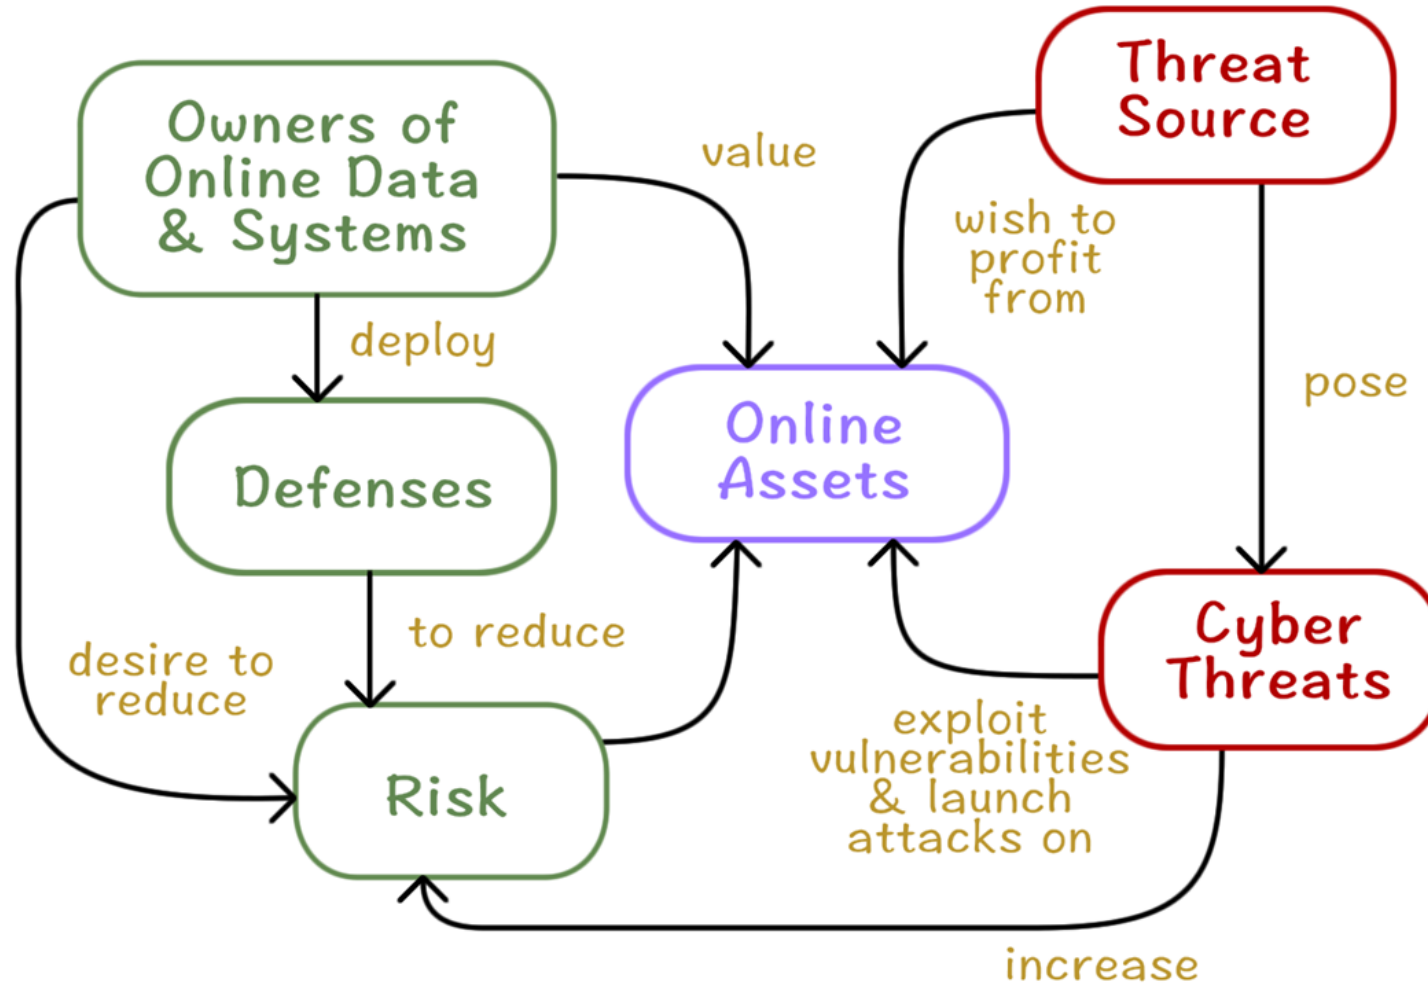 Owners of
Online Data
& Systems
value
Threat
Source
wish to
profit
from
deploy
pose
Online
Assets
Defenses
to reduce
desire to
reduce
Cyber
Threats
exploit
vulnerabilities
& launch
attacks on
Risk
increase